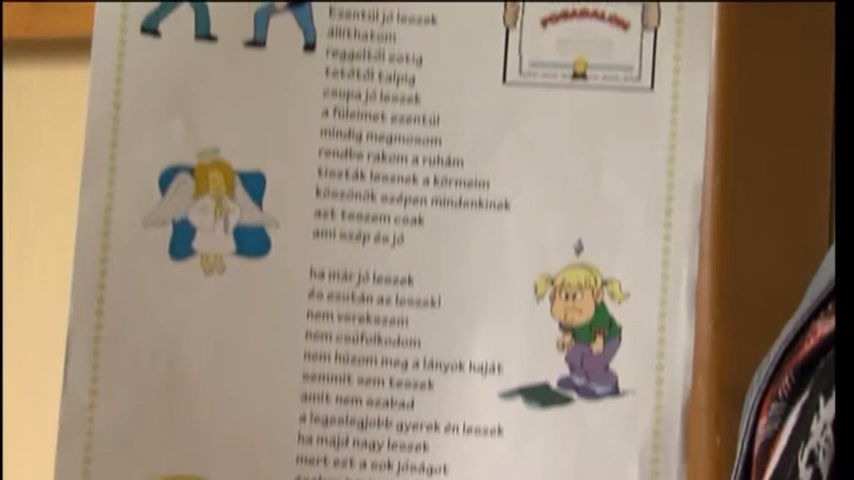 Ezentúl jó leszek
állíthatom
reggeltől estig
tetőtől talpig
csupa jó leszek
a füleimet ezentúl
mindig megmosom
rendbe rakom a ruhám
tiszták lesznek a körmeim
köszönök szépen mindenkinek
azt teszem csak
ami szép és jó
FOGADALOM
ha már jó leszek
és ezután az leszek!
nem verekszem
nem csúfolkodom
nem húzom meg a lányok haját
semmit sem teszek
amit nem szabad
a legeslegjobb gyerek én leszek
ha majd nagy leszek
mert ezt a sok jóságot